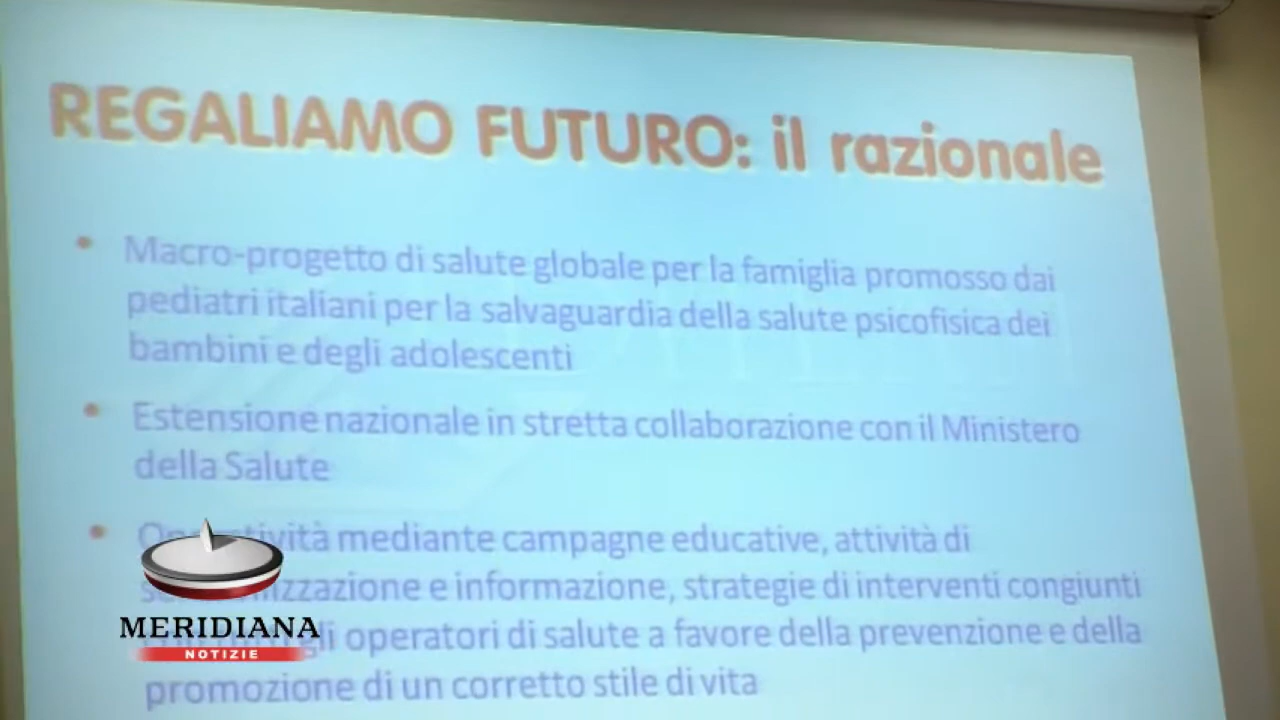 REGALIAMO FUTURO: il razionale
• Macro-progetto di salute globale per la famiglia promosso dai
pediatri italiani per la salvaguardia della salute psicofisica dei
bambini e degli adolescenti
• Estensione nazionale in stretta collaborazione con il Ministero
della Salute
• mediante campagne educative, attività di
e informazione, strategie di interventi congiunti
gli operatori di salute a favore della prevenzione e della
promozione di un corretto stile di vita
MERIDIANA
NOTIZIE